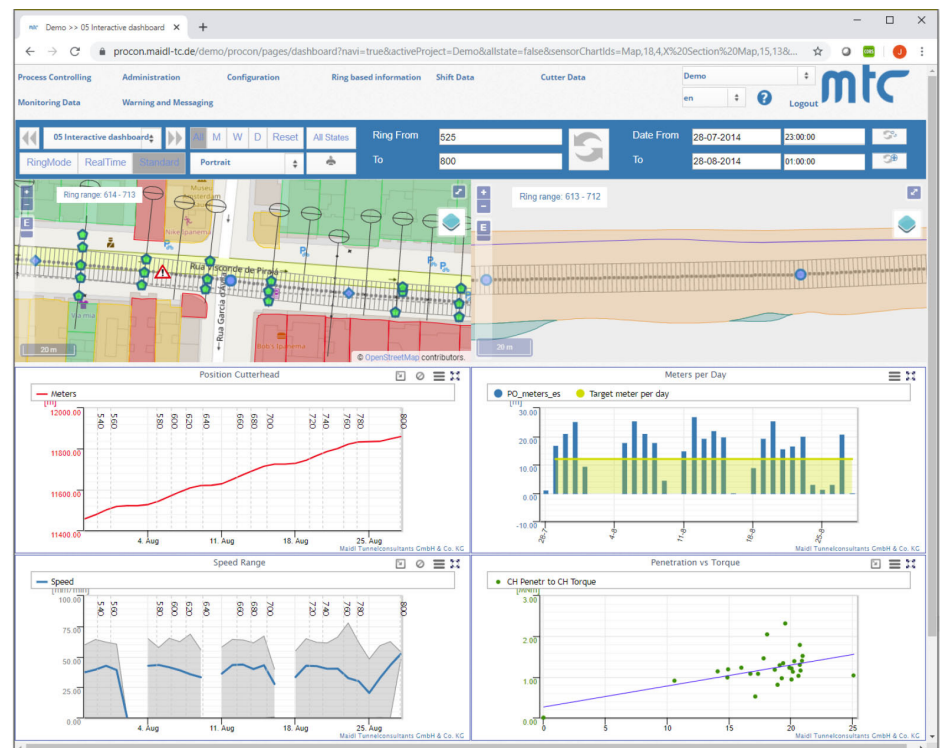 Demo >> 05 Interactive dashboard
procon.maidl-tc.de/demo/procon/pages/dashboard?navi=true&activeProject=Demo&allstate=false&sensorChartIds=Map,18,4,X%20Section%20Map,15,13&...
Process Controlling Administration Configuration Ring based information Shift Data Cutter Data Demo
Monitoring Data Warning and Messaging en ? Logout mtc
05 Interactive dashboard All M W D Reset All States Ring From 525 Date From 28-07-2014 23:00:00
RingMode RealTime Standard Portrait To 800 To 28-08-2014 01:00:00
Ring range: 614 - 713
Museu
Amsterdam
Nike Ipanema
Rua Visconde de Pirajá
Rua Garcia d'Ávila
Via mia
Bob's Ipanema
20 m
© OpenStreetMap contributors.
Ring range: 613 - 712
20 m
Position Cutterhead
Meters
[m]
12000.00
11800.00
11600.00
11400.00
540 560 580 600 620 640 660 680 700 720 740 760 780 800
4. Aug 11. Aug 18. Aug 25. Aug
Maidl Tunnelconsultants GmbH & Co. KG
Meters per Day
PO_meters_es Target meter per day
[m]
30.00
20.00
10.00
0.00
-10.00
28-7 4-8 11-8 18-8 25-8
Maidl Tunnelconsultants GmbH & Co. KG
Speed Range
Speed
[mm/min]
100.00
75.00
50.00
25.00
0.00
540 560 580 600 620 640 660 680 700 720 740 760 780 800
4. Aug 11. Aug 18. Aug 25. Aug
Maidl Tunnelconsultants GmbH & Co. KG
Penetration vs Torque
CH Penetr to CH Torque
[MNm]
3.00
2.00
1.00
0.00
0 5 10 15 20 25
Maidl Tunnelconsultants GmbH & Co. KG